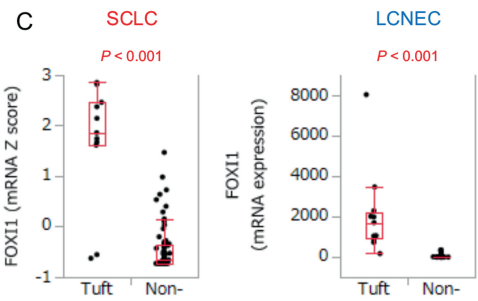 C
SCLC
P < 0.001
FOXI1 (mRNA Z score)
3
2
1
0
-1
Tuft Non-
LCNEC
P < 0.001
FOXI1
(mRNA expression)
8000
6000
4000
2000
0
Tuft Non-